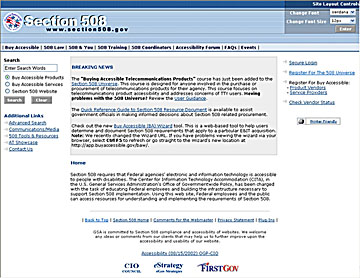 Site Layout Controls
Section 508
www.section508.gov
Change Font
Verdana
Change Font Size
12px
Enter
| Buy Accessible | 508 Law | 508 & You | 508 Training | 508 Coordinators | Accessibility Forum | FAQs | Events |
Search
Enter Search Words
Buy Accessible Products
Buy Accessible Services
Section 508 Website
Search
Clear
Additional Links
Advanced Search
Communications/Media
508 Tools & Resources
AT Showcase
Contact Us
BREAKING NEWS
The "Buying Accessible Telecommunications Products" course has just been added to the
Section 508 Universe. This course is designed for anyone involved in the purchase or
procurement of telecommunications products for their agency. This course focuses on
telecommunications product accessibility and addresses concerns of TTY users. Having
problems with the 508 Universe? Review the User Guidance.
The Quick Reference Guide to Section 508 Resource Document is available to assist
government officials in making informed decisions about Section 508 related procurement.
Check out the new Buy Accessible (BA) Wizard tool. This is a web-based tool to help users
determine and document Section 508 requirements that apply to a particular E&IT acquisition.
Note: We recently changed the Wizard URL. If you have problems viewing the wizard via your
browser, select Ctrl F5 to refresh or go straight to the Wizard's new location at
http://app.buyaccessible.gov/baw/.
Home
Section 508 requires that Federal agencies' electronic and information technology is accessible
to people with disabilities. The Center for Information Technology Accommodation (CITA), in
the U.S. General Services Administration's Office of Governmentwide Policy, has been charged
with the task of educating Federal employees and building the infrastructure necessary to
support Section 508 implementation. Using this web site, Federal employees and the public
can access resources for understanding and implementing the requirements of Section 508.
Secure Login
Register For The 508 Universe
Register For Buy Accessible:
Product Vendors
Service Providers
Check Vendor Status
Printer Friendly
| Back to Top | Section 508 Home | Comments for the Webmaster | Privacy Statement | Plug Ins |
GSA is committed to Section 508 compliance and accessibility of websites. We welcome
any ideas or comments from our clients that may help us to further improve upon the
accessibility and usability of our website.
Accessibility (08/15/2002)-OGP-CIO
CIO
COUNCIL
eStrategy
FirstGov